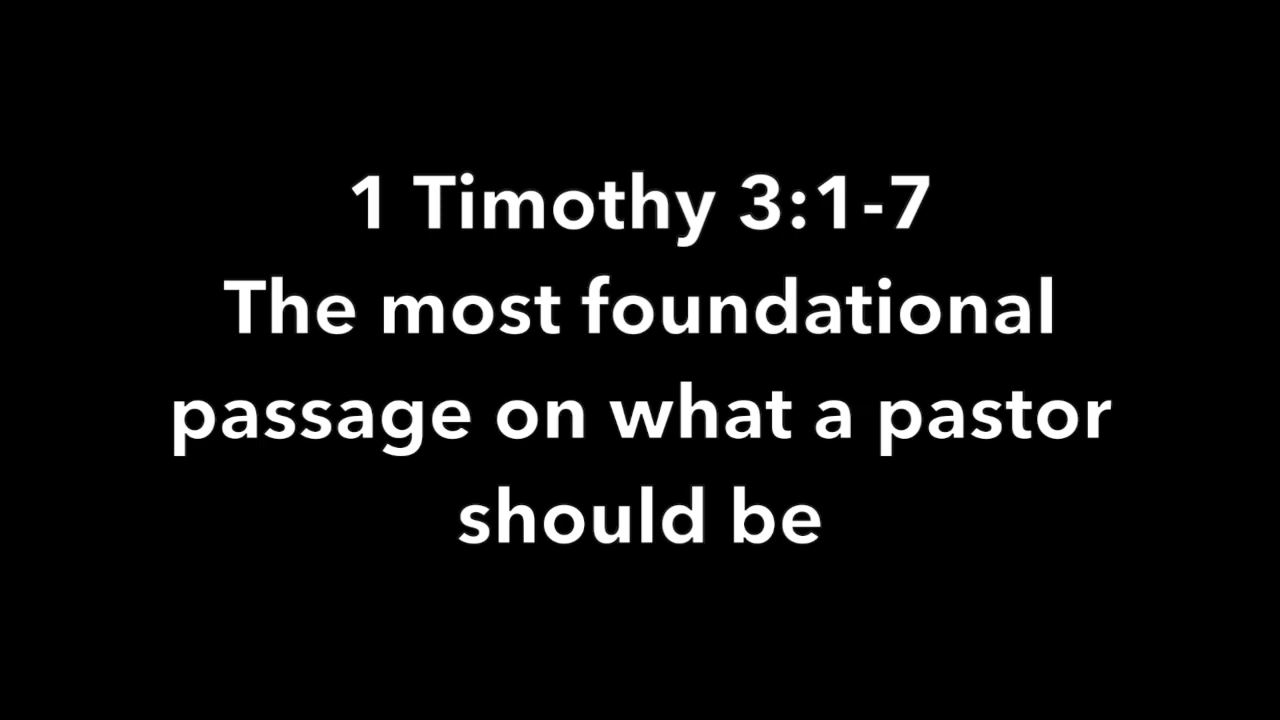 1 Timothy 3:1-7
The most foundational
passage on what a pastor
should be